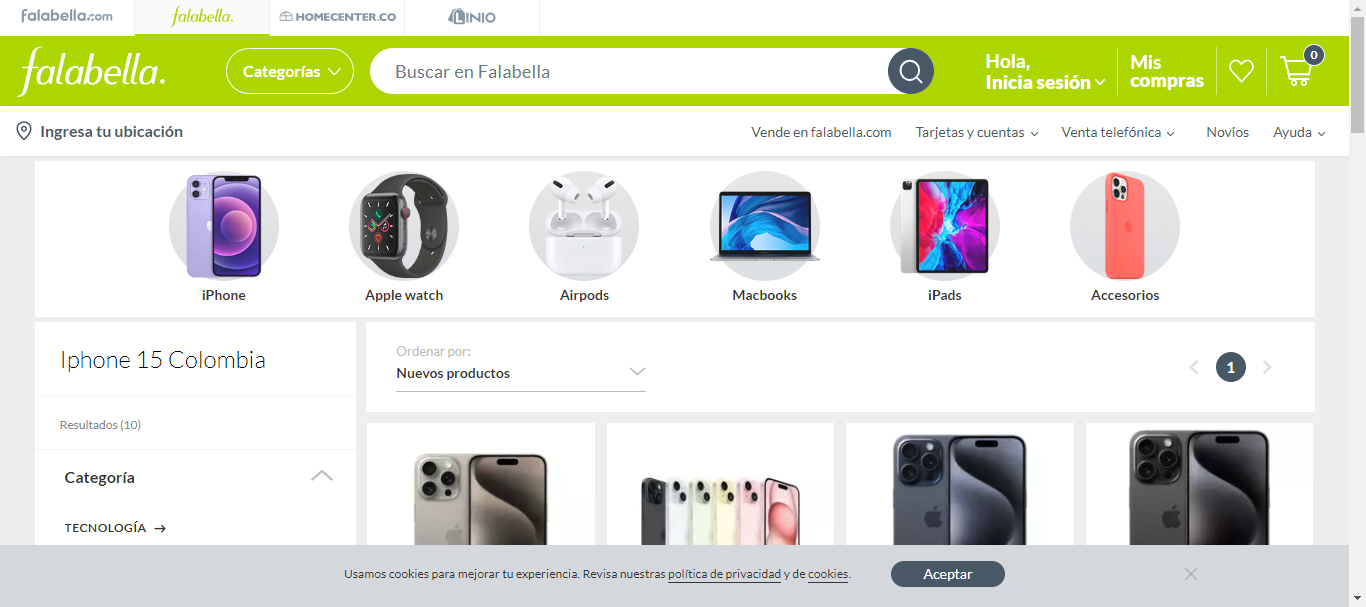 falabella.com
falabella.
HOMECENTER.CO
LINIO
falabella.
Categorías
Buscar en Falabella
Hola,
Inicia sesión
Mis
compras
0
Ingresa tu ubicación
Vende en falabella.com
Tarjetas y cuentas
Venta telefónica
Novios
Ayuda
iPhone
Apple watch
Airpods
Macbooks
iPads
Accesorios
Iphone 15 Colombia
Ordenar por:
Nuevos productos
1
Resultados (10)
Categoría
TECNOLOGÍA →
Usamos cookies para mejorar tu experiencia. Revisa nuestras política de privacidad y de cookies.
Aceptar